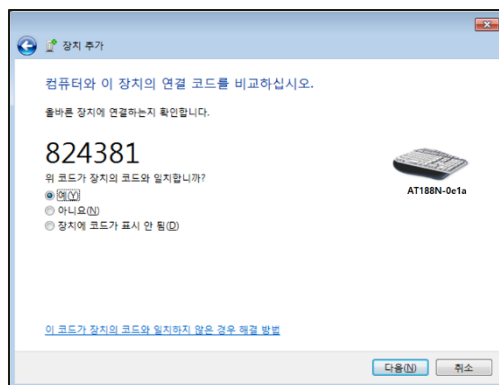 장치 추가
컴퓨터와 이 장치의 연결 코드를 비교하십시오.
올바른 장치에 연결하는지 확인합니다.
824381
위 코드가 장치의 코드와 일치합니까?
예(Y)
아니요(N)
장치에 코드가 표시 안 됨(D)
AT188N-0e1a
이 코드가 장치의 코드와 일치하지 않은 경우 해결 방법
다음(N) 취소